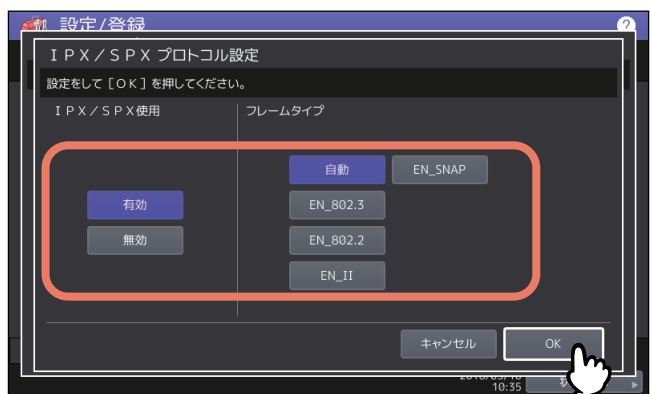 設定/登録 ?
ＩＰＸ／ＳＰＸ プロトコル設定
設定をして［ＯＫ］を押してください。
ＩＰＸ／ＳＰＸ使用 フレームタイプ
自動 EN_SNAP
有効 EN_802.3
無効 EN_802.2
EN_II
キャンセル OK
10:35